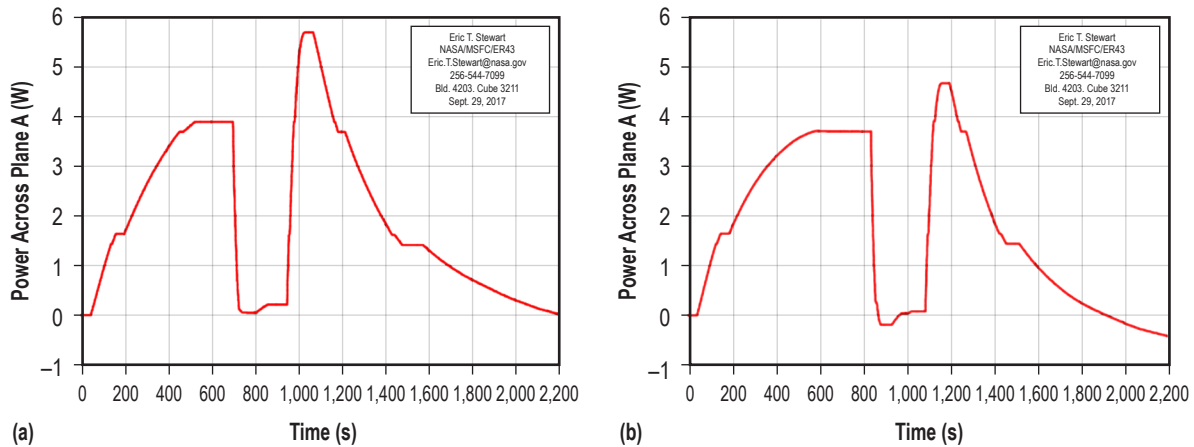 6
5
4
3
2
1
0
–1
Power Across Plane A (W)
Eric T. Stewart
NASA/MSFC/ER43
Eric.T.Stewart@nasa.gov
256-544-7099
Bld. 4203. Cube 3211
Sept. 29, 2017
0 200 400 600 800 1,000 1,200 1,400 1,600 1,800 2,000 2,200
(a) Time (s)
6
5
4
3
2
1
0
–1
Power Across Plane A (W)
Eric T. Stewart
NASA/MSFC/ER43
Eric.T.Stewart@nasa.gov
256-544-7099
Bld. 4203. Cube 3211
Sept. 29, 2017
0 200 400 600 800 1,000 1,200 1,400 1,600 1,800 2,000 2,200
(b) Time (s)